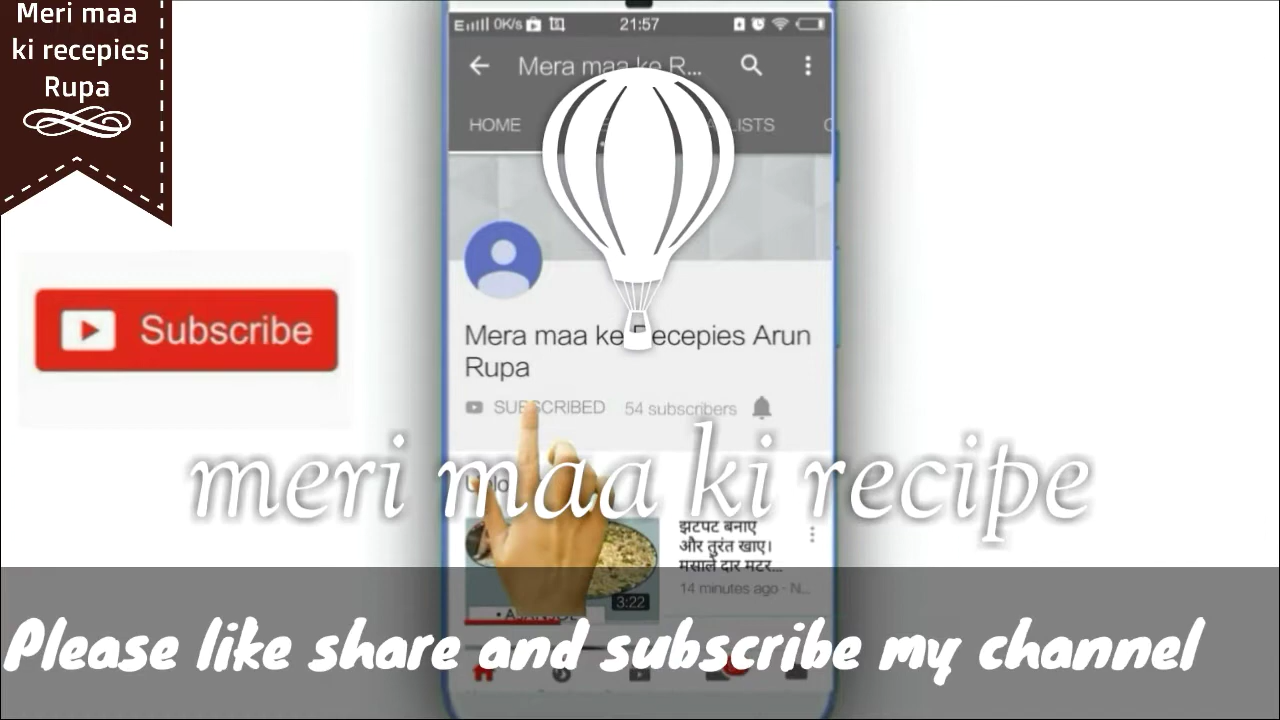 Meri maa
ki recepies
Rupa
0K/s
21:57
Mera maa ke R...
HOME
LISTS
Mera maa ke Recepies Arun
Rupa
SUBSCRIBED 54 subscribers
Subscribe
meri maa ki recipe
झटपट बनाए
और तुरंत खाए।
मसाले दार मटर...
14 minutes ago · N...
3:22
Please like share and subscribe my channel